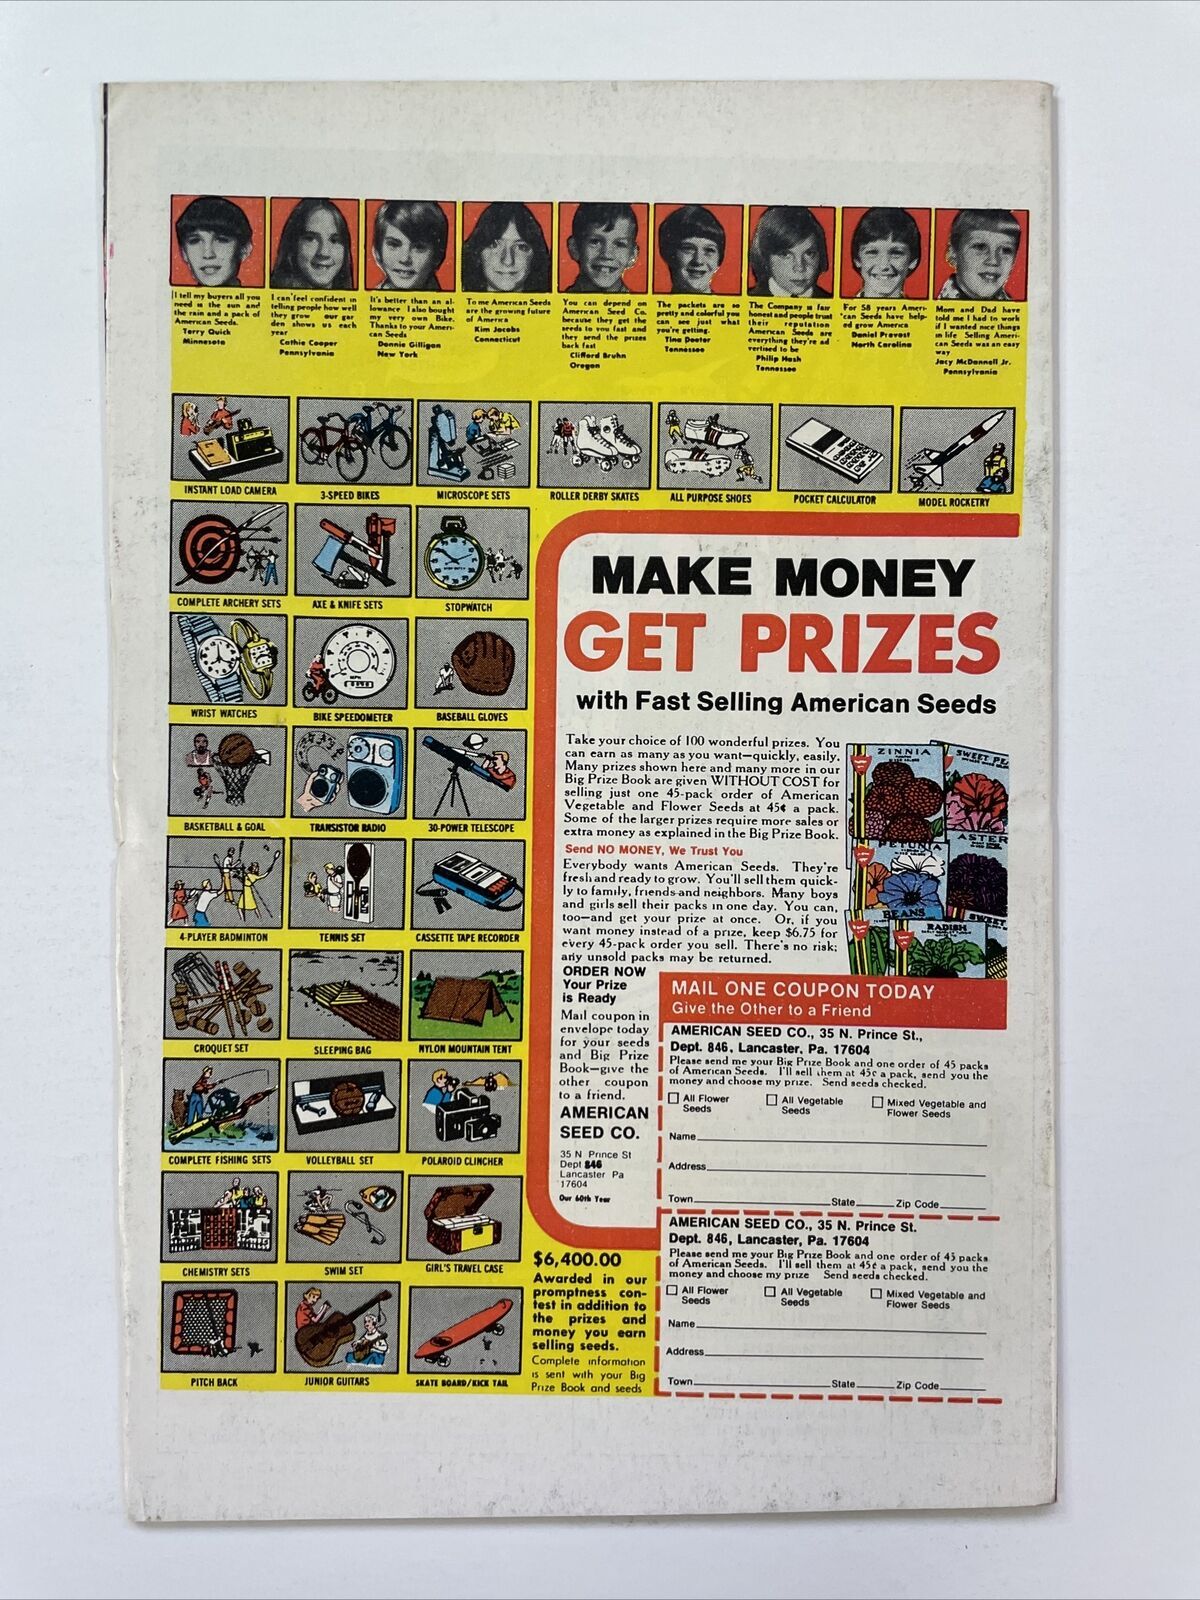 I tell my buyers all you
need is the sun and
the rain and a pack of
American Seeds.
Terry Quick
Minnesota
I can feel confident in
telling people how well
they grow our gar
den shows us each
year
Cathie Cooper
Pennsylvania
It's better than an al-
lowance I also bought
my very own Bike.
Thanks to your Ameri-
can Seeds
Donnie Gilligan
New York
To me American Seeds
are the growing future
of America
Kim Jacobs
Connecticut
You can depend on
American Seed Co.
because they get the
seeds to you fast and
they send the prizes
back fast
Clifford Bruhn
Oregon
The packets are so
pretty and colorful you
can see just what
you're getting.
Tina Deeter
Tennessee
The Company is fair
honest and people trust
their reputation
American Seeds are
everything they're ad
vertised to be
Philip Hash
Tennessee
For 58 years Ameri-
can Seeds have help-
ed grow America
Daniel Prevost
North Carolina
Mom and Dad have
told me I had to work
if I wanted nice things
in life Selling Ameri-
can Seeds was an easy
way
Jacy McDannell Jr.
Pennsylvania
INSTANT LOAD CAMERA
3-SPEED BIKES
MICROSCOPE SETS
ROLLER DERBY SKATES
ALL PURPOSE SHOES
POCKET CALCULATOR
MODEL ROCKETRY
COMPLETE ARCHERY SETS
AXE & KNIFE SETS
STOPWATCH
WRIST WATCHES
MPH
BIKE SPEEDOMETER
BASEBALL GLOVES
BASKETBALL & GOAL
TRANSISTOR RADIO
30-POWER TELESCOPE
4-PLAYER BADMINTON
TENNIS SET
CASSETTE TAPE RECORDER
CROQUET SET
SLEEPING BAG
NYLON MOUNTAIN TENT
COMPLETE FISHING SETS
VOLLEYBALL SET
POLAROID CLINCHER
CHEMISTRY SETS
SWIM SET
GIRL'S TRAVEL CASE
PITCH BACK
JUNIOR GUITARS
SKATE BOARD/KICK TAIL
MAKE MONEY
GET PRIZES
with Fast Selling American Seeds
Take your choice of 100 wonderful prizes. You
can earn as many as you want—quickly, easily.
Many prizes shown here and many more in our
Big Prize Book are given WITHOUT COST for
selling just one 45-pack order of American
Vegetable and Flower Seeds at 45¢ a pack.
Some of the larger prizes require more sales or
extra money as explained in the Big Prize Book.
Send NO MONEY, We Trust You
Everybody wants American Seeds. They're
fresh and ready to grow. You'll sell them quick-
ly to family, friends and neighbors. Many boys
and girls sell their packs in one day. You can,
too—and get your prize at once. Or, if you
want money instead of a prize, keep $6.75 for
every 45-pack order you sell. There's no risk;
any unsold packs may be returned.
ZINNIA
SWEET PE
ASTER
PETUNIA
BEANS
SWEET
RADISH
ORDER NOW
Your Prize
is Ready
Mail coupon in
envelope today
for your seeds
and Big Prize
Book—give the
other coupon
to a friend.
AMERICAN
SEED CO.
35 N Prince St
Dept 846
Lancaster Pa
17604
Our 60th Year
MAIL ONE COUPON TODAY
Give the Other to a Friend
AMERICAN SEED CO., 35 N. Prince St.,
Dept. 846, Lancaster, Pa. 17604
Please send me your Big Prize Book and one order of 45 packs
of American Seeds. I'll sell them at 45¢ a pack, send you the
money and choose my prize. Send seeds checked.
All Flower Seeds
All Vegetable Seeds
Mixed Vegetable and Flower Seeds
Name
Address
Town State Zip Code
AMERICAN SEED CO., 35 N. Prince St.
Dept. 846, Lancaster, Pa. 17604
Please send me your Big Prize Book and one order of 45 packs
of American Seeds. I'll sell them at 45¢ a pack, send you the
money and choose my prize Send seeds checked.
All Flower Seeds
All Vegetable Seeds
Mixed Vegetable and Flower Seeds
Name
Address
Town State Zip Code
$6,400.00
Awarded in our
promptness con-
test in addition to
the prizes and
money you earn
selling seeds.
Complete information
is sent with your Big
Prize Book and seeds